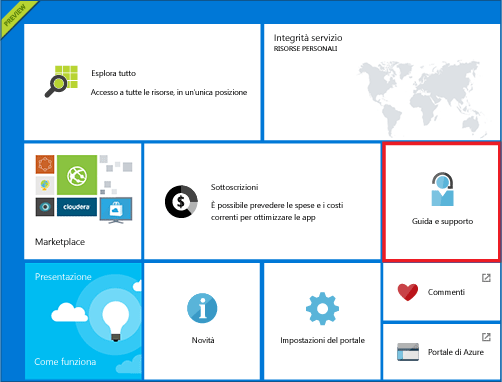 PREVIEW
Esplora tutto
Accesso a tutte le risorse, in un'unica posizione
Integrità servizio
RISORSE PERSONALI
cloudera
Marketplace
Sottoscrizioni
È possibile prevedere le spese e i costi
correnti per ottimizzare le app
Guida e supporto
Presentazione
Come funziona
Novità
Impostazioni del portale
Commenti
Portale di Azure